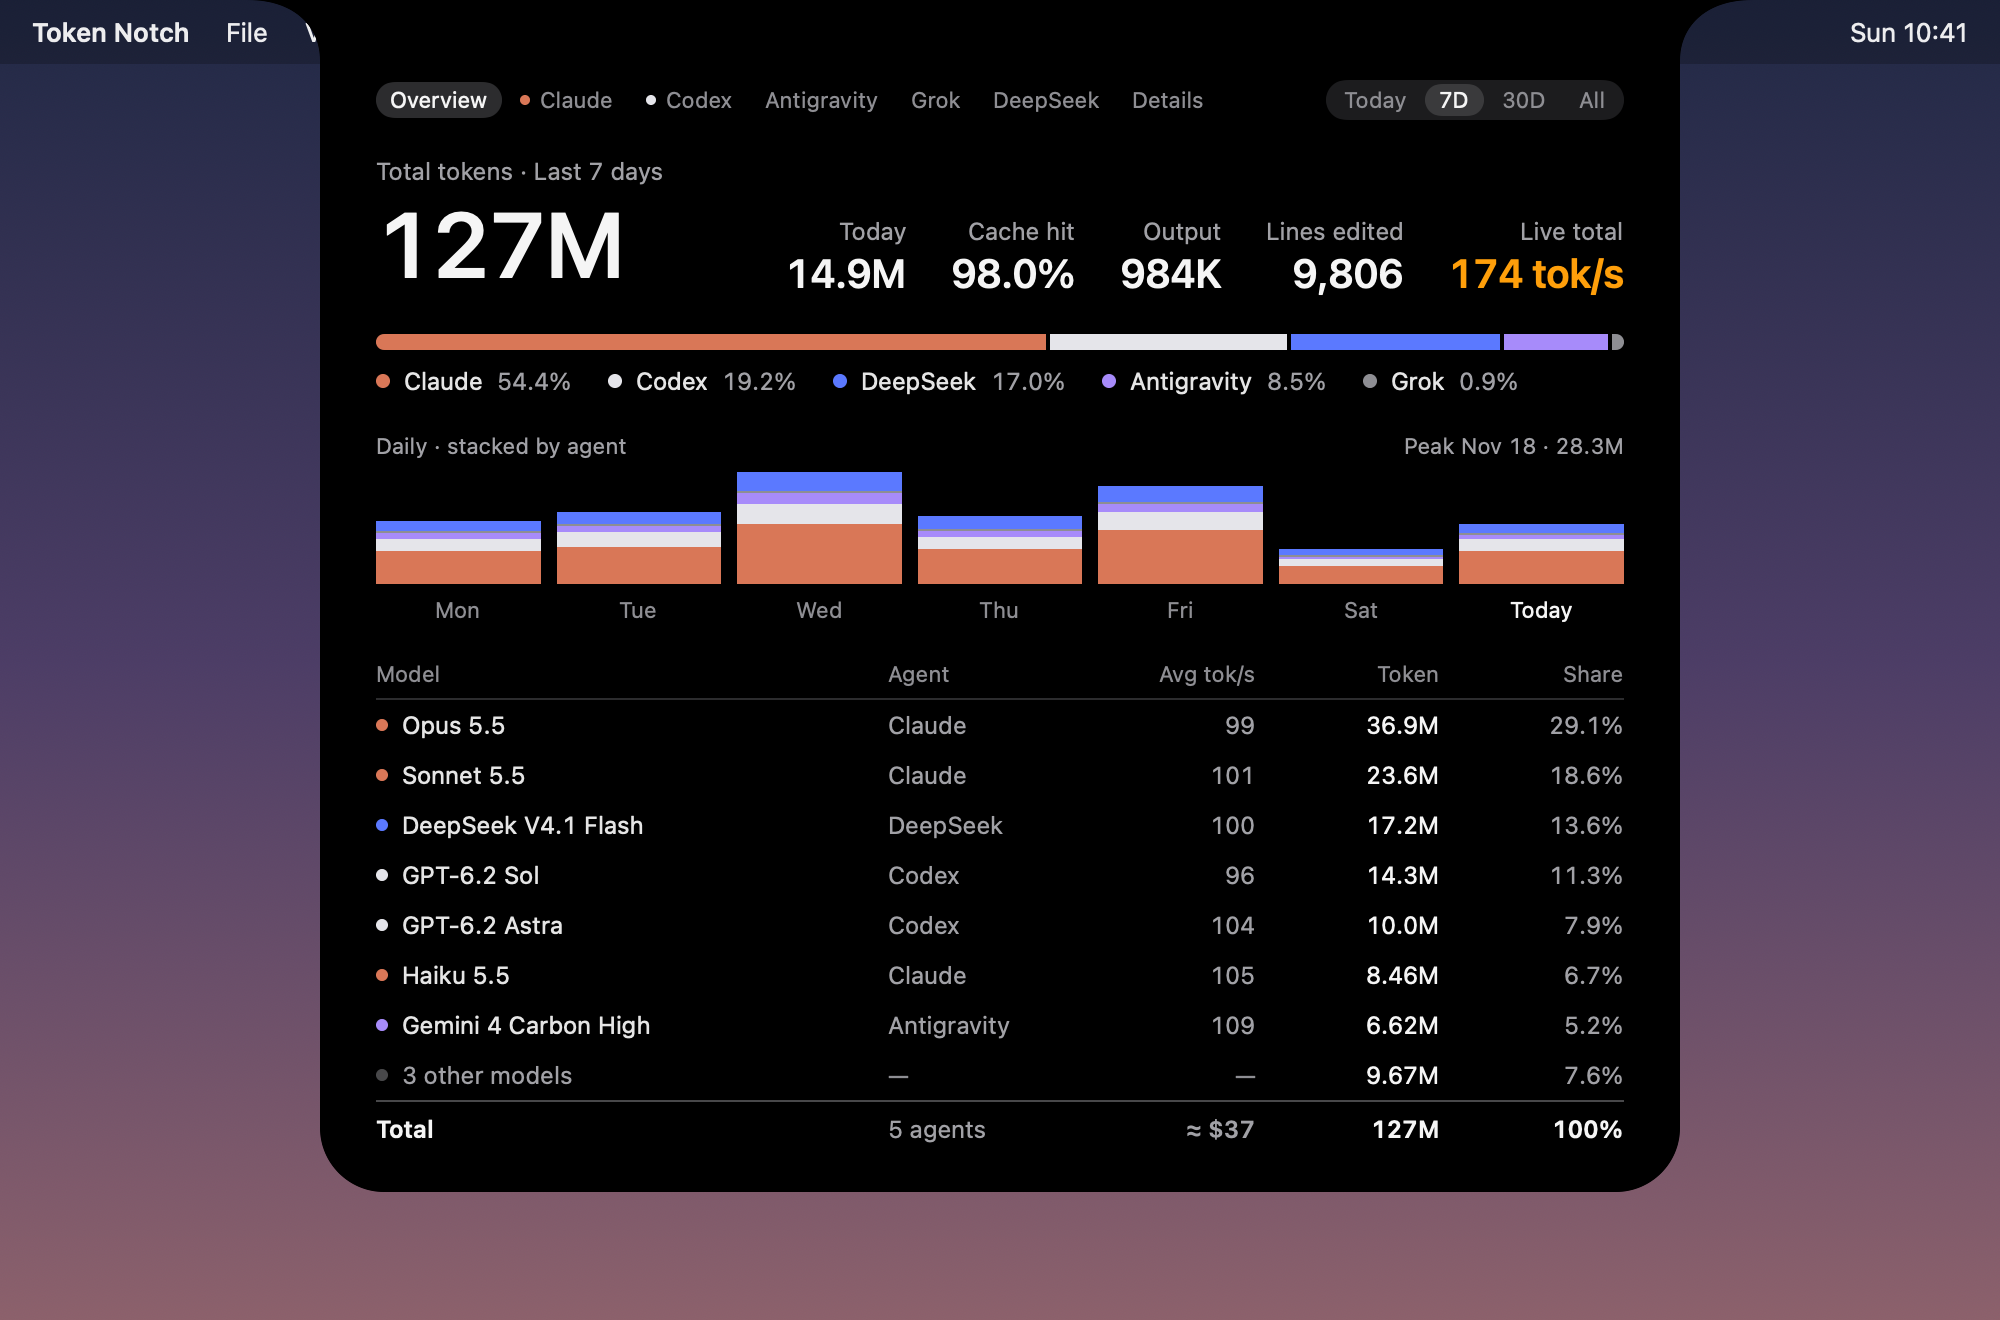 Token Notch File Sun 10:41
Overview Claude Codex Antigravity Grok DeepSeek Details Today 7D 30D All
Total tokens · Last 7 days
127M
Today Cache hit Output Lines edited Live total
14.9M 98.0% 984K 9,806 174 tok/s
Claude 54.4% Codex 19.2% DeepSeek 17.0% Antigravity 8.5% Grok 0.9%
Daily · stacked by agent Peak Nov 18 · 28.3M
Mon Tue Wed Thu Fri Sat Today
Model Agent Avg tok/s Token Share
Opus 5.5 Claude 99 36.9M 29.1%
Sonnet 5.5 Claude 101 23.6M 18.6%
DeepSeek V4.1 Flash DeepSeek 100 17.2M 13.6%
GPT-6.2 Sol Codex 96 14.3M 11.3%
GPT-6.2 Astra Codex 104 10.0M 7.9%
Haiku 5.5 Claude 105 8.46M 6.7%
Gemini 4 Carbon High Antigravity 109 6.62M 5.2%
3 other models — — 9.67M 7.6%
Total 5 agents ≈ $37 127M 100%